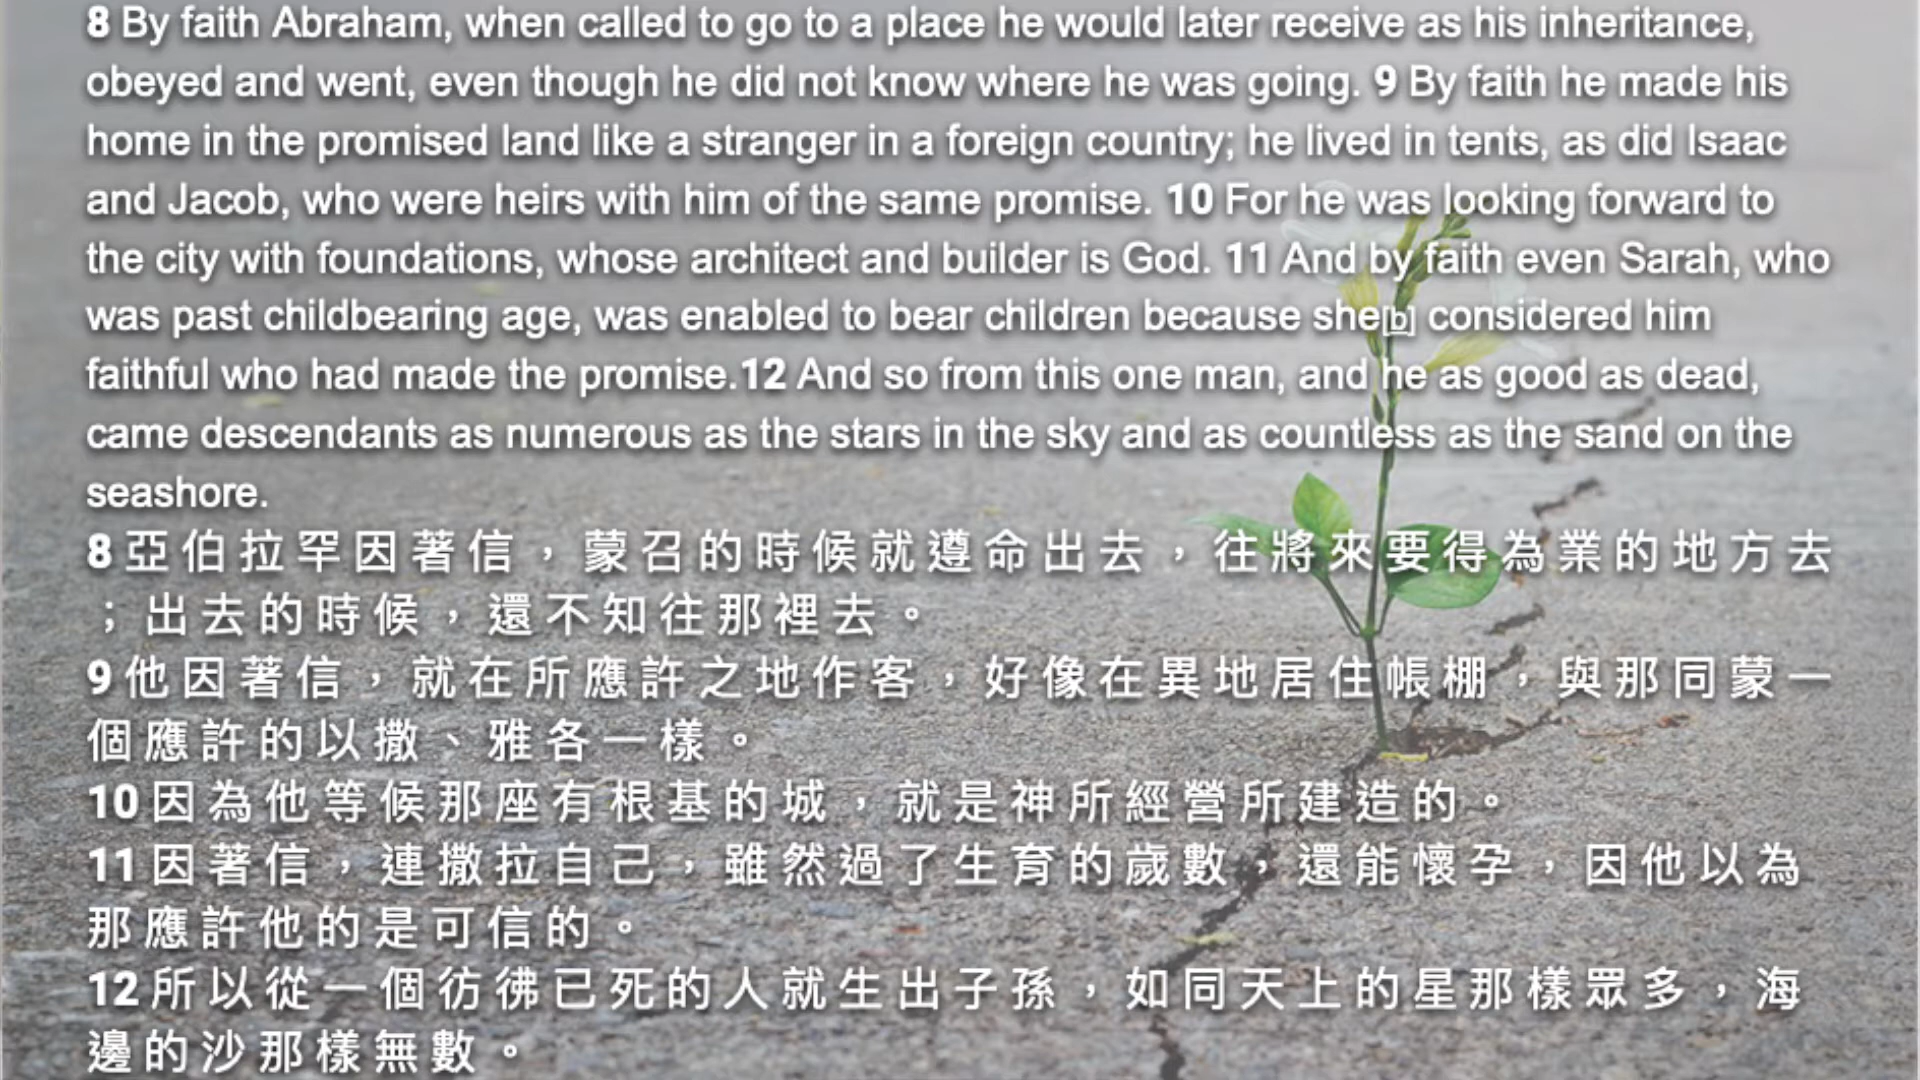 8 By faith Abraham, when called to go to a place he would later receive as his inheritance,
obeyed and went, even though he did not know where he was going. 9 By faith he made his
home in the promised land like a stranger in a foreign country; he lived in tents, as did Isaac
and Jacob, who were heirs with him of the same promise. 10 For he was looking forward to
the city with foundations, whose architect and builder is God. 11 And by faith even Sarah, who
was past childbearing age, was enabled to bear children because she[b] considered him
faithful who had made the promise.12 And so from this one man, and he as good as dead,
came descendants as numerous as the stars in the sky and as countless as the sand on the
seashore.
8 亞伯拉罕因著信，蒙召的時候就遵命出去，往將來要得為業的地方去
；出去的時候，還不知往那裡去。
9 他因著信，就在所應許之地作客，好像在異地居住帳棚，與那同蒙一
個應許的以撒、雅各一樣。
10 因為他等候那座有根基的城，就是神所經營所建造的。
11 因著信，連撒拉自己，雖然過了生育的歲數，還能懷孕，因他以為
那應許他的是可信的。
12 所以從一個彷彿已死的人就生出子孫，如同天上的星那樣眾多，海
邊的沙那樣無數。